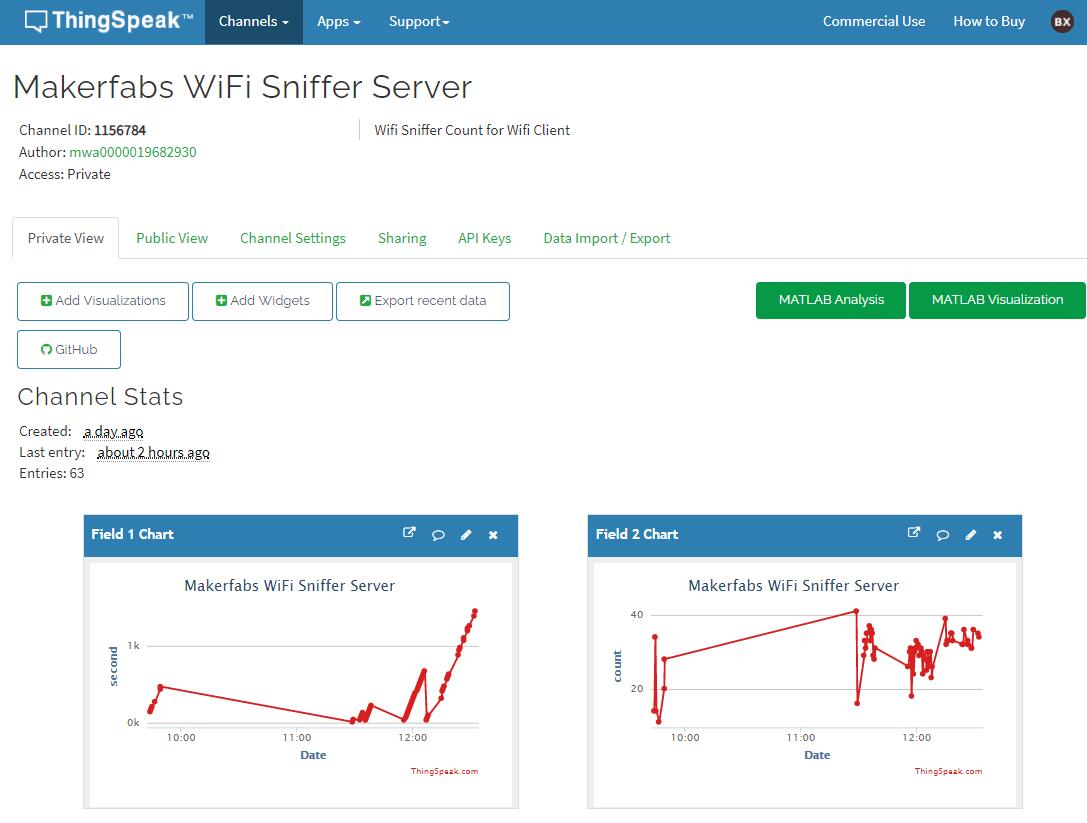 ThingSpeak™ Channels Apps Support Commercial Use How to Buy BX
Makerfabs WiFi Sniffer Server
Channel ID: 1156784
Wifi Sniffer Count for Wifi Client
Author: mwa0000019682930
Access: Private
Private View Public View Channel Settings Sharing API Keys Data Import / Export
Add Visualizations Add Widgets Export recent data MATLAB Analysis MATLAB Visualization
GitHub
Channel Stats
Created: a day ago
Last entry: about 2 hours ago
Entries: 63
Field 1 Chart
Makerfabs WiFi Sniffer Server
second
1k
0k
10:00 11:00 12:00
Date
ThingSpeak.com
Field 2 Chart
Makerfabs WiFi Sniffer Server
count
40
20
10:00 11:00 12:00
Date
ThingSpeak.com